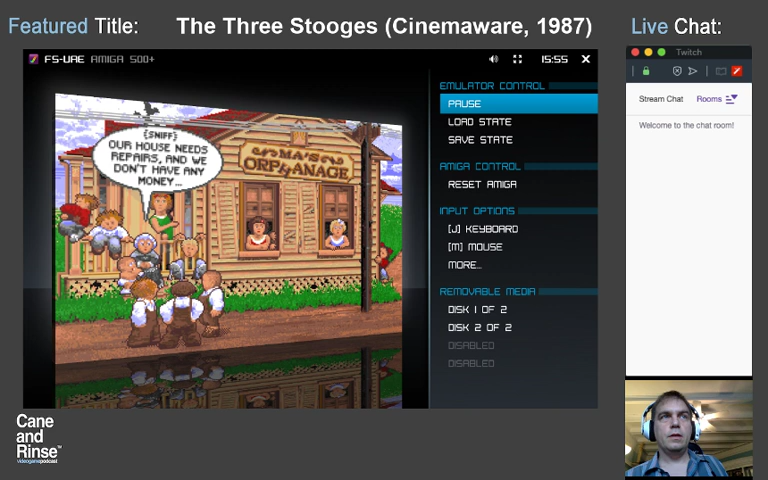 Featured Title: The Three Stooges (Cinemaware, 1987) Live Chat:
FS-UAE AMIGA 500+ 15:55
(SNIFF)
OUR HOUSE NEEDS
REPAIRS, AND WE
DON'T HAVE ANY
MONEY...
MA'S
ORPHANAGE
EMULATOR CONTROL
PAUSE
LOAD STATE
SAVE STATE
AMIGA CONTROL
RESET AMIGA
INPUT OPTIONS
[J] KEYBOARD
[M] MOUSE
MORE...
REMOVABLE MEDIA
DISK 1 OF 2
DISK 2 OF 2
DISABLED
DISABLED
Twitch
Stream Chat Rooms
Welcome to the chat room!
Cane
and
Rinse™
videogamepodcast